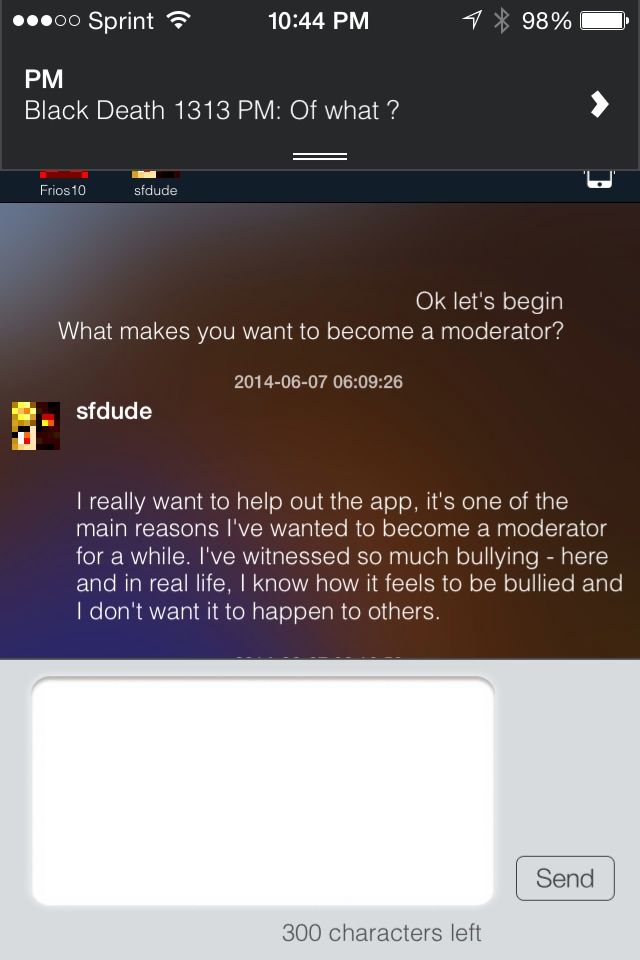 Sprint 10:44 PM 98%
PM
Black Death 1313 PM: Of what ?
Frios10 sfdude
Ok let's begin
What makes you want to become a moderator?
2014-06-07 06:09:26
sfdude
I really want to help out the app, it's one of the
main reasons I've wanted to become a moderator
for a while. I've witnessed so much bullying - here
and in real life, I know how it feels to be bullied and
I don't want it to happen to others.
Send
300 characters left